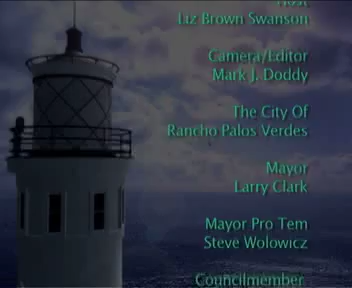 Host
Liz Brown Swanson
Camera/Editor
Mark J. Doddy
The City Of
Rancho Palos Verdes
Mayor
Larry Clark
Mayor Pro Tem
Steve Wolowicz
Councilmember